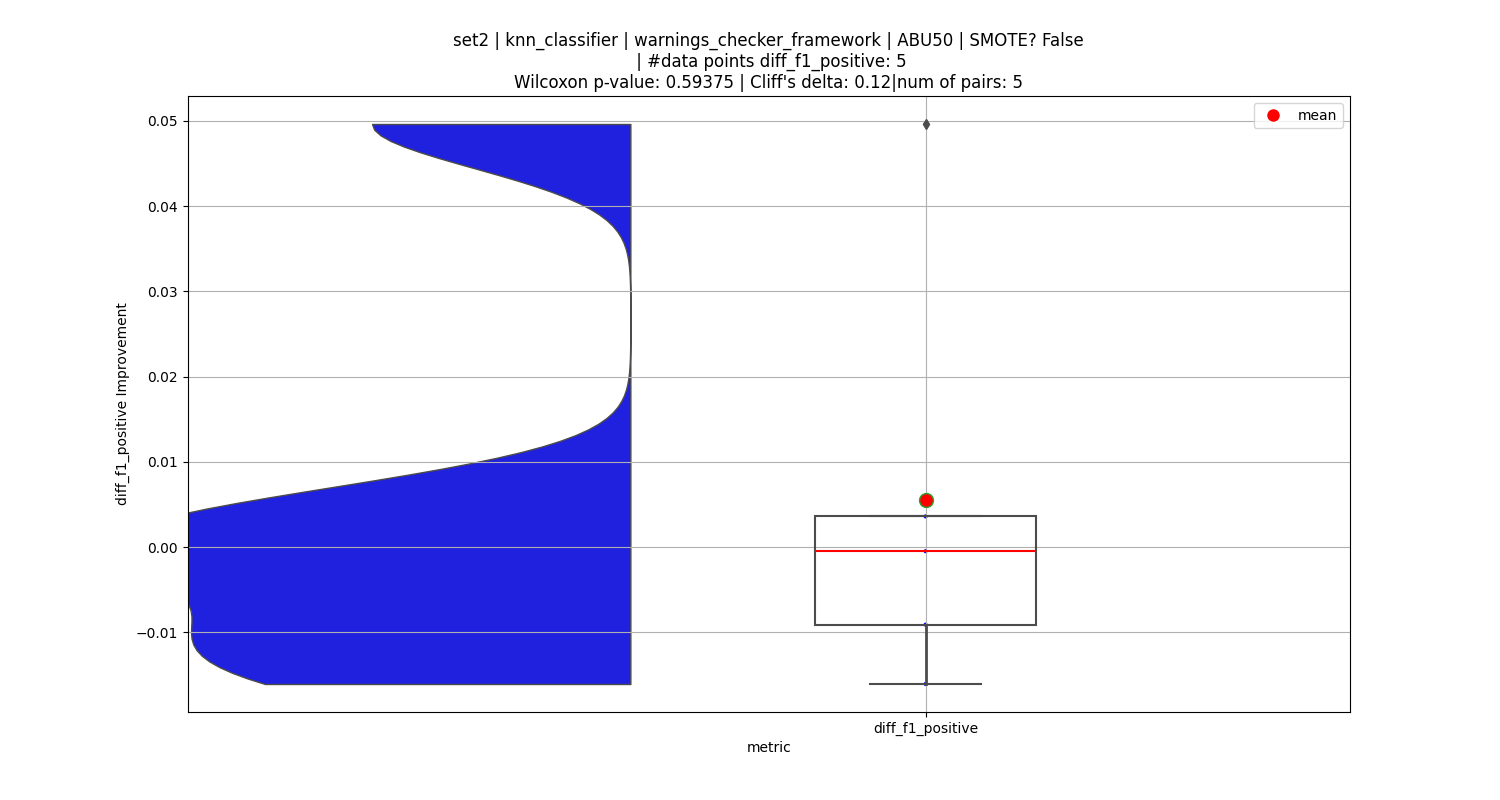 set2 | knn_classifier | warnings_checker_framework | ABU50 | SMOTE? False
| #data points diff_f1_positive: 5
Wilcoxon p-value: 0.59375 | Cliff's delta: 0.12|num of pairs: 5
mean
0.05
0.04
0.03
0.02
0.01
0.00
−0.01
diff_f1_positive Improvement
diff_f1_positive
metric